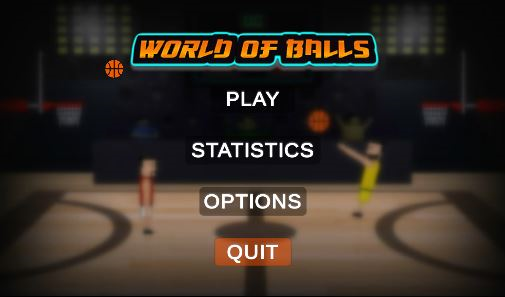 WORLD OF BALLS
PLAY
STATISTICS
OPTIONS
QUIT